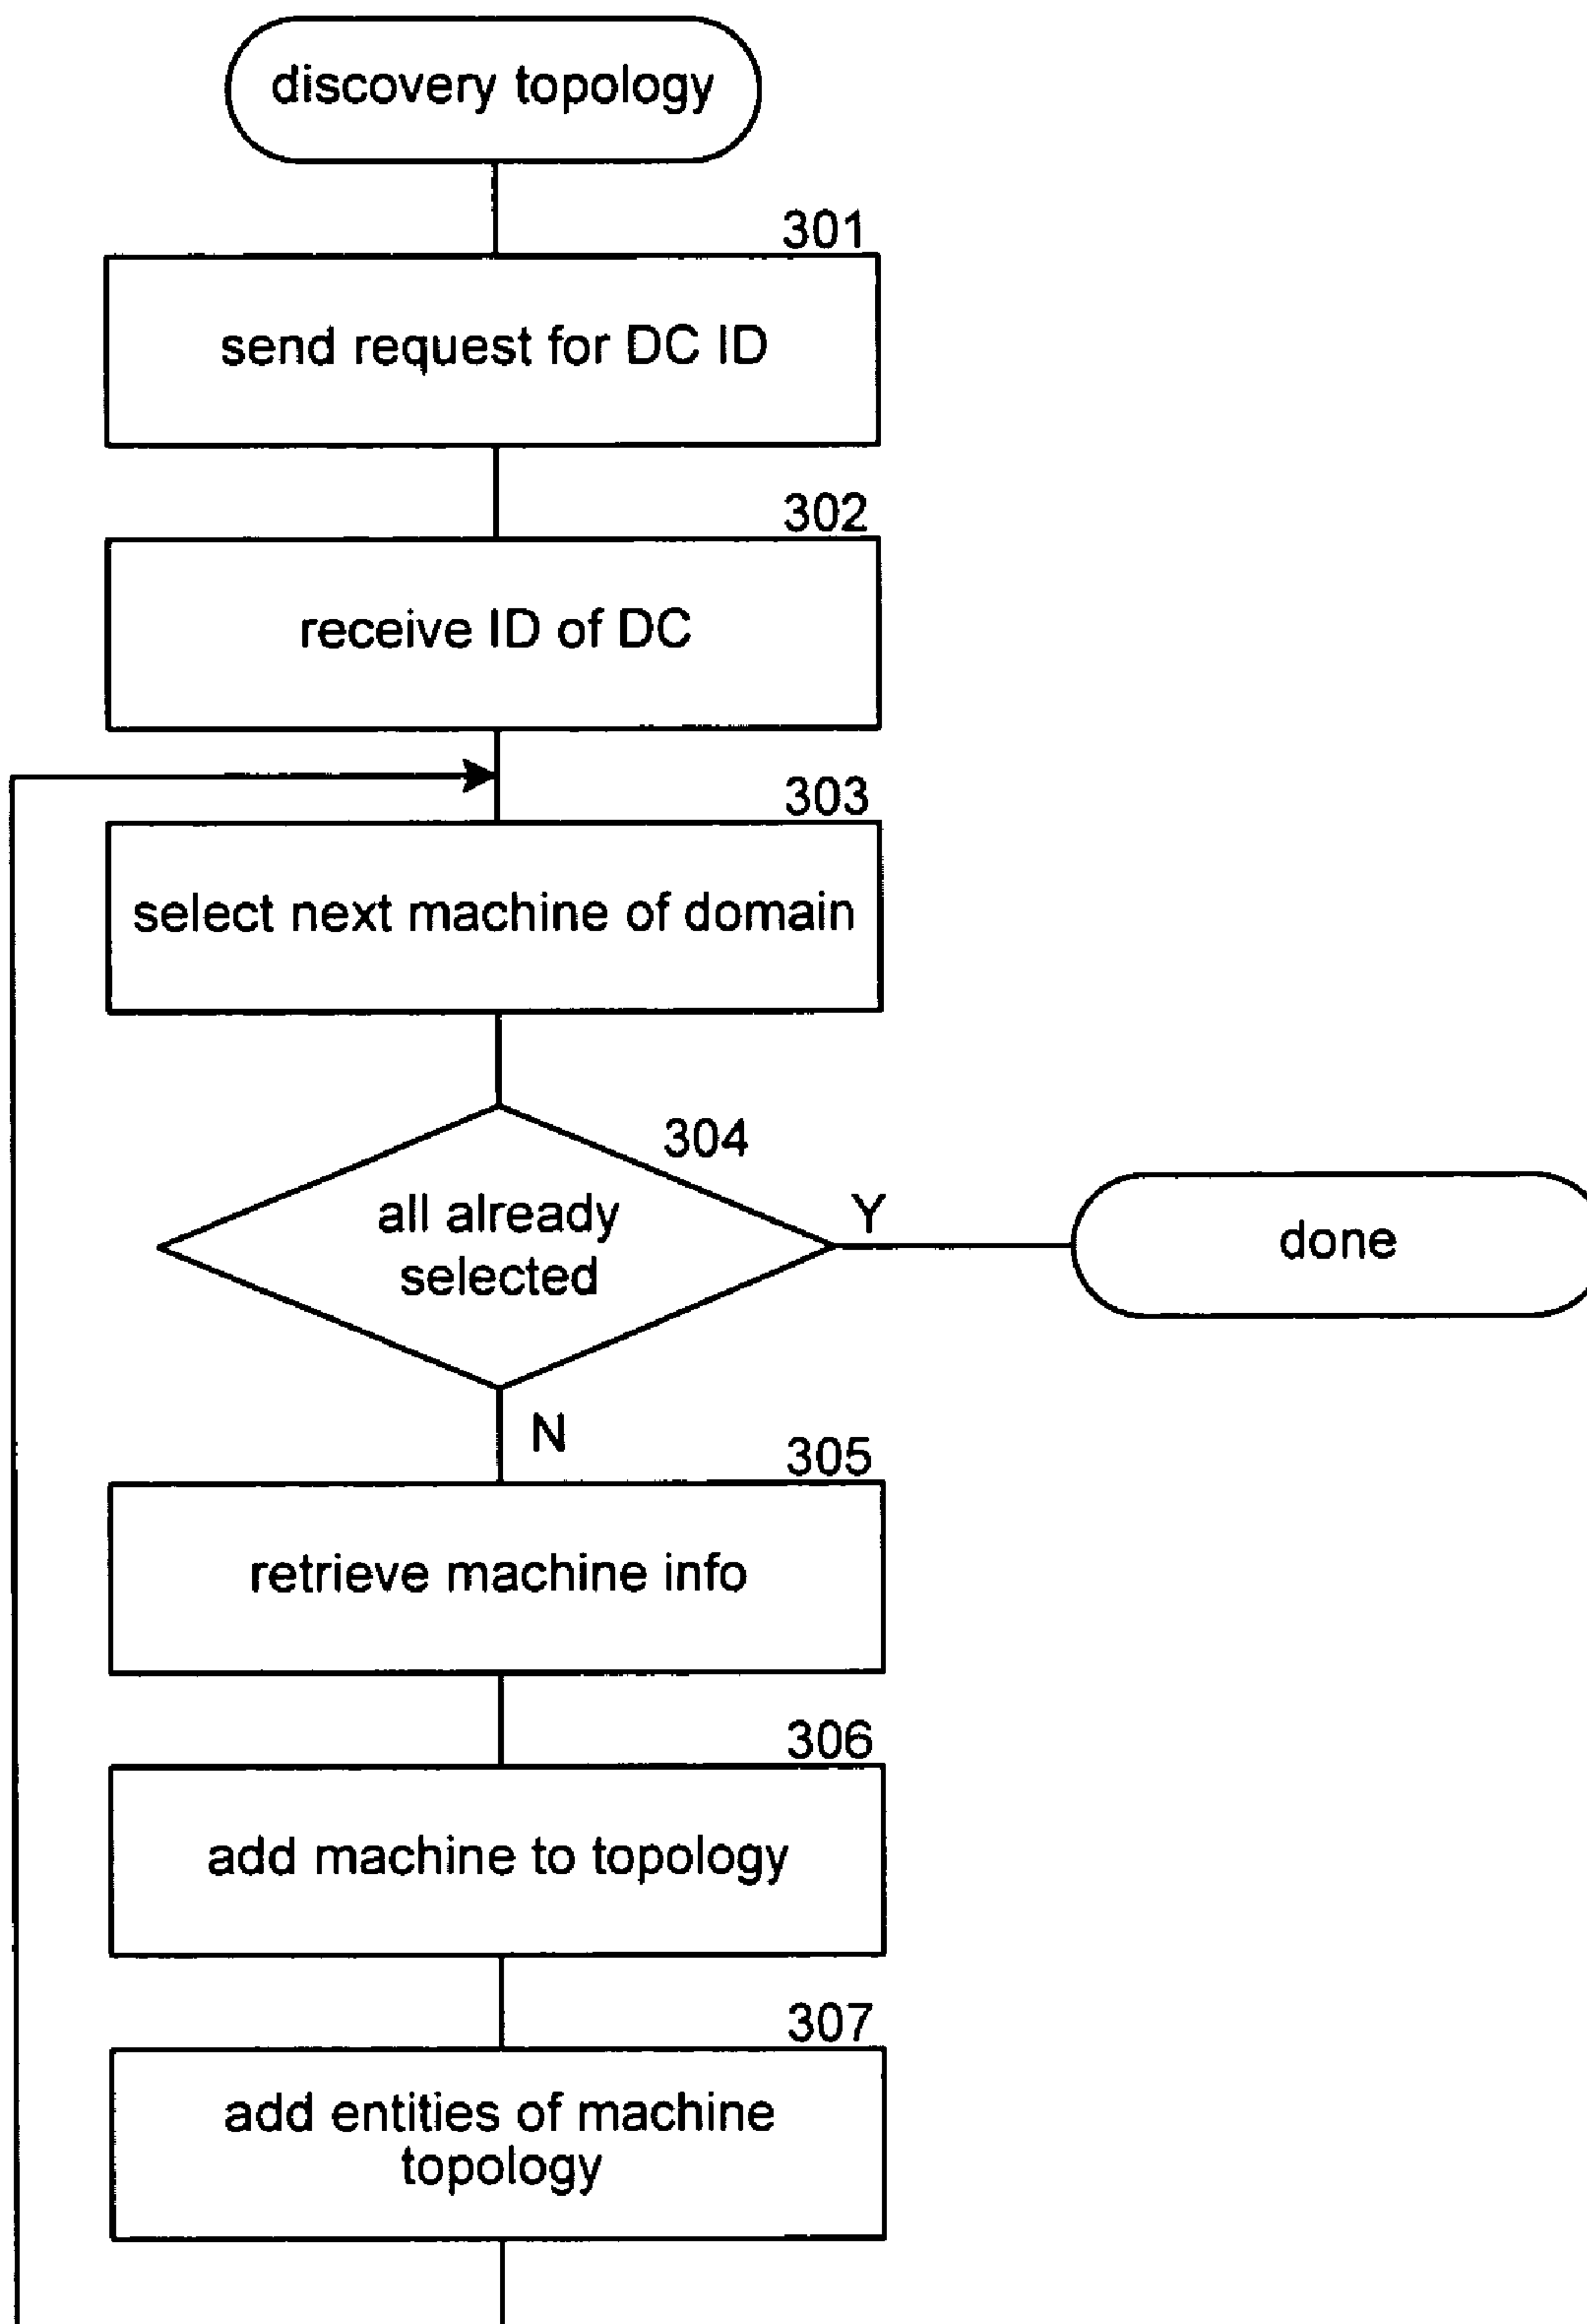 discovery topology
301
send request for DC ID
302
receive ID of DC
303
select next machine of domain
304
all already
selected
Y
done
N
305
retrieve machine info
306
add machine to topology
307
add entities of machine
topology